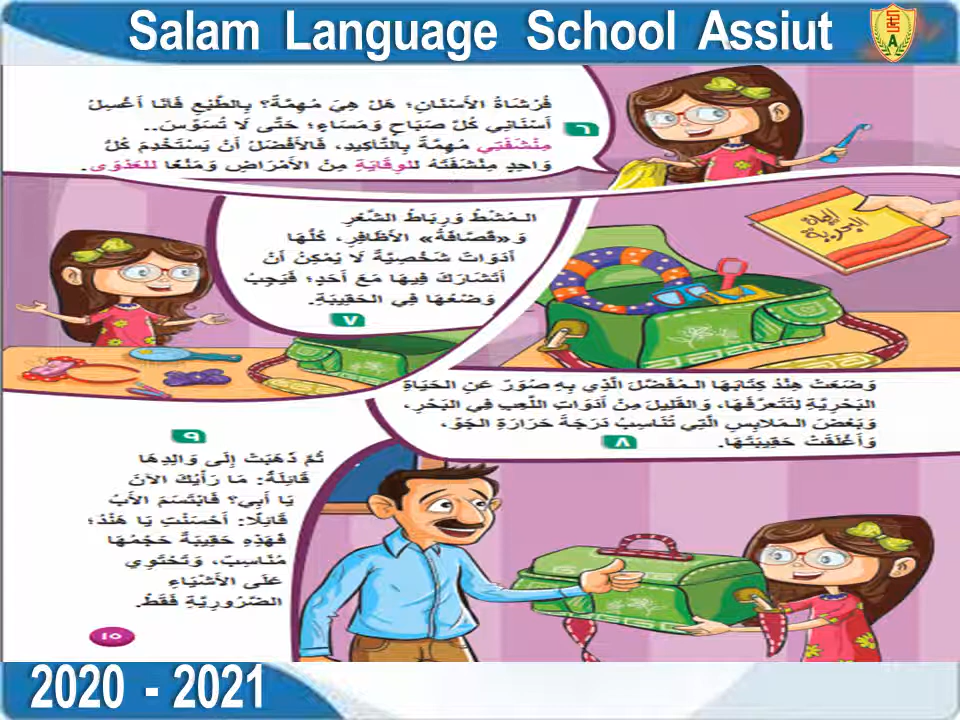 Salam Language School Assiut
فُرْشَاةُ الأَسْنَانِ؛ هَلْ هِيَ مُهِمَّةٌ؟ بِالطَّبْعِ فَأَنَا أَغْسِلُ
أَسْنَانِي كُلَّ صَبَاحٍ وَمَسَاءٍ؛ حَتَّى لَا تُسَوِّسَ..
مِنْشَفَتِي مُهِمَّةٌ بِالتَّأْكِيدِ، فَالأَفْضَلُ أَنْ يَسْتَخْدِمَ كُلُّ
وَاحِدٍ مِنْشَفَتَهُ لِلوِقَايَةِ مِنَ الأَمْرَاضِ وَمَنْعًا لِلعَدْوَى.
٦
المُشْطُ وَرِبَاطُ الشَّعْرِ
وَ«قَصَّافَةُ» الأَظَافِرِ، كُلُّهَا
أَدَوَاتٌ شَخْصِيَّةٌ لَا يُمْكِنُ أَنْ
أَتَشَارَكَ فِيهَا مَعَ أَحَدٍ؛ فَيَجِبُ
وَضْعُهَا فِي الحَقِيبَةِ.
٧
الحياة
البحرية
وَضَعَتْ هِنْدُ كِتَابَهَا المُفَضَّلَ الَّذِي بِهِ صُوَرٌ عَنِ الحَيَاةِ
البَحْرِيَّةِ لِتَتَعَرَّفَهَا، وَالقَلِيلَ مِنْ أَدَوَاتِ اللَّعِبِ فِي البَحْرِ،
وَبَعْضَ المَلَابِسِ الَّتِي تُنَاسِبُ دَرَجَةَ حَرَارَةِ الجَوِّ،
وَأَغْلَقَتْ حَقِيبَتَهَا.
٨
٩
ثُمَّ ذَهَبَتْ إِلَى وَالِدِهَا
قَائِلَةً: مَا رَأْيُكَ الآنَ
يَا أَبِي؟ فَابْتَسَمَ الأَبُ
قَائِلًا: أَحْسَنْتِ يَا هِنْدُ؛
فَهَذِهِ حَقِيبَةٌ حَجْمُهَا
مُنَاسِبٌ، وَتَحْتَوِي
عَلَى الأَشْيَاءِ
الضَّرُورِيَّةِ فَقَطْ.
١٥
2020 - 2021